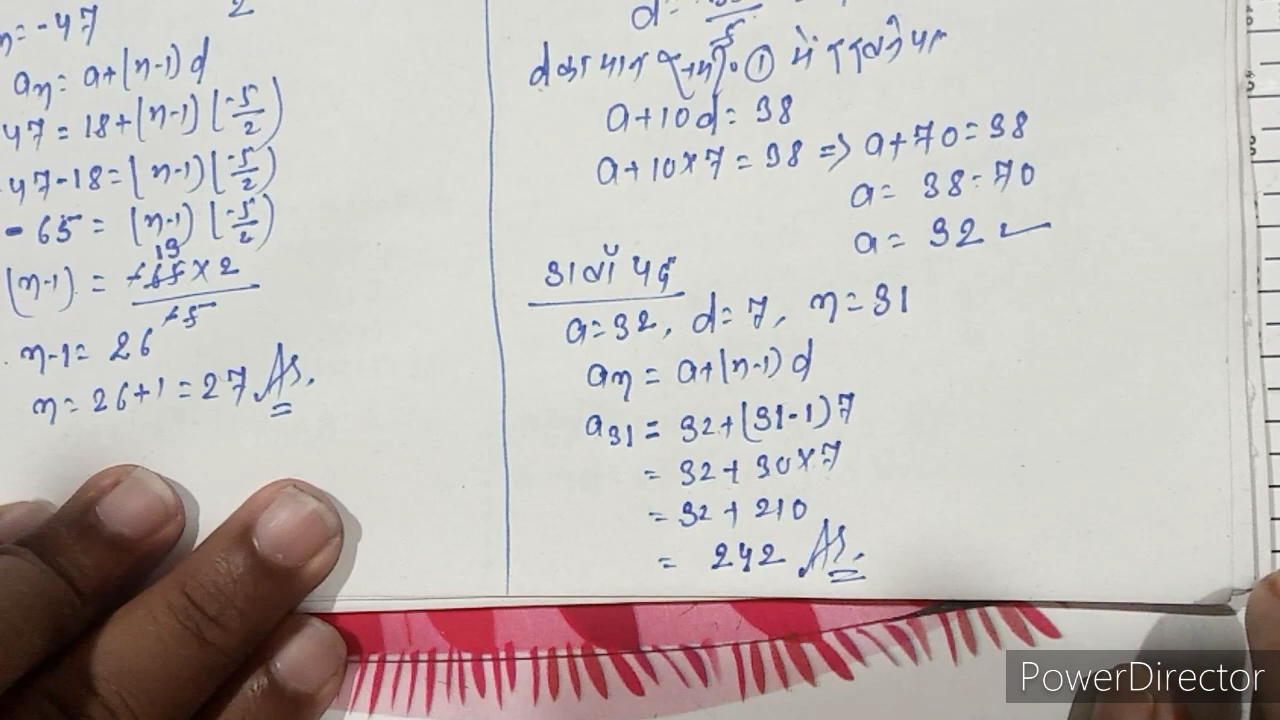 n=-47
an= a+(n-1) d
47 = 18+(n-1) (-5/2)
47-18=(n-1)(-5/2)
- 65 = (n-1) (-5/2)
13
(n-1) = -65 × 2 / -5
n-1= 26
n= 26+1 = 27 As.
d का मान समी० ① में रखने पर
a+10d= 38
a+10×7 = 38 => a+70=38
a= 38-70
a= 32
31वाँ पद
a=32, d=7, n=31
an = a+(n-1) d
a31 = 32+(31-1)7
= 32+ 30×7
= 32+ 210
= 242 As.
PowerDirector